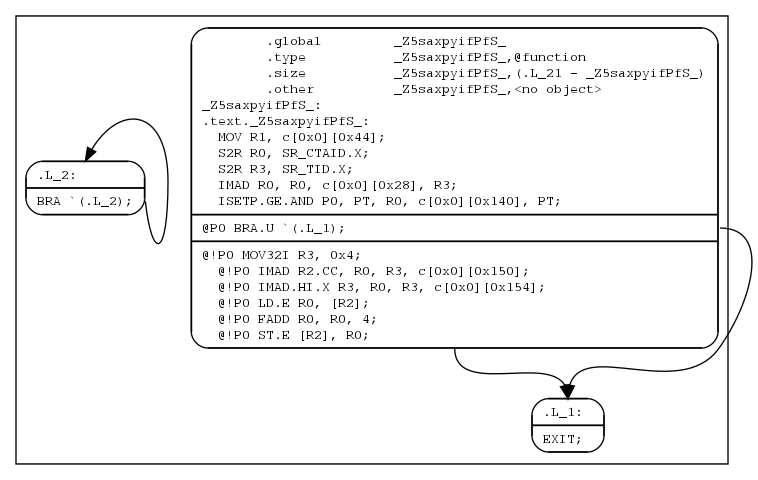 .global _Z5saxpyifPfS_
.type _Z5saxpyifPfS_,@function
.size _Z5saxpyifPfS_,(.L_21 - _Z5saxpyifPfS_)
.other _Z5saxpyifPfS_,<no object>
_Z5saxpyifPfS_:
.text._Z5saxpyifPfS_:
MOV R1, c[0x0][0x44];
S2R R0, SR_CTAID.X;
S2R R3, SR_TID.X;
IMAD R0, R0, c[0x0][0x28], R3;
ISETP.GE.AND P0, PT, R0, c[0x0][0x140], PT;
@P0 BRA.U `(.L_1);
@!P0 MOV32I R3, 0x4;
@!P0 IMAD R2.CC, R0, R3, c[0x0][0x150];
@!P0 IMAD.HI.X R3, R0, R3, c[0x0][0x154];
@!P0 LD.E R0, [R2];
@!P0 FADD R0, R0, 4;
@!P0 ST.E [R2], R0;
.L_2:
BRA `(.L_2);
.L_1:
EXIT;